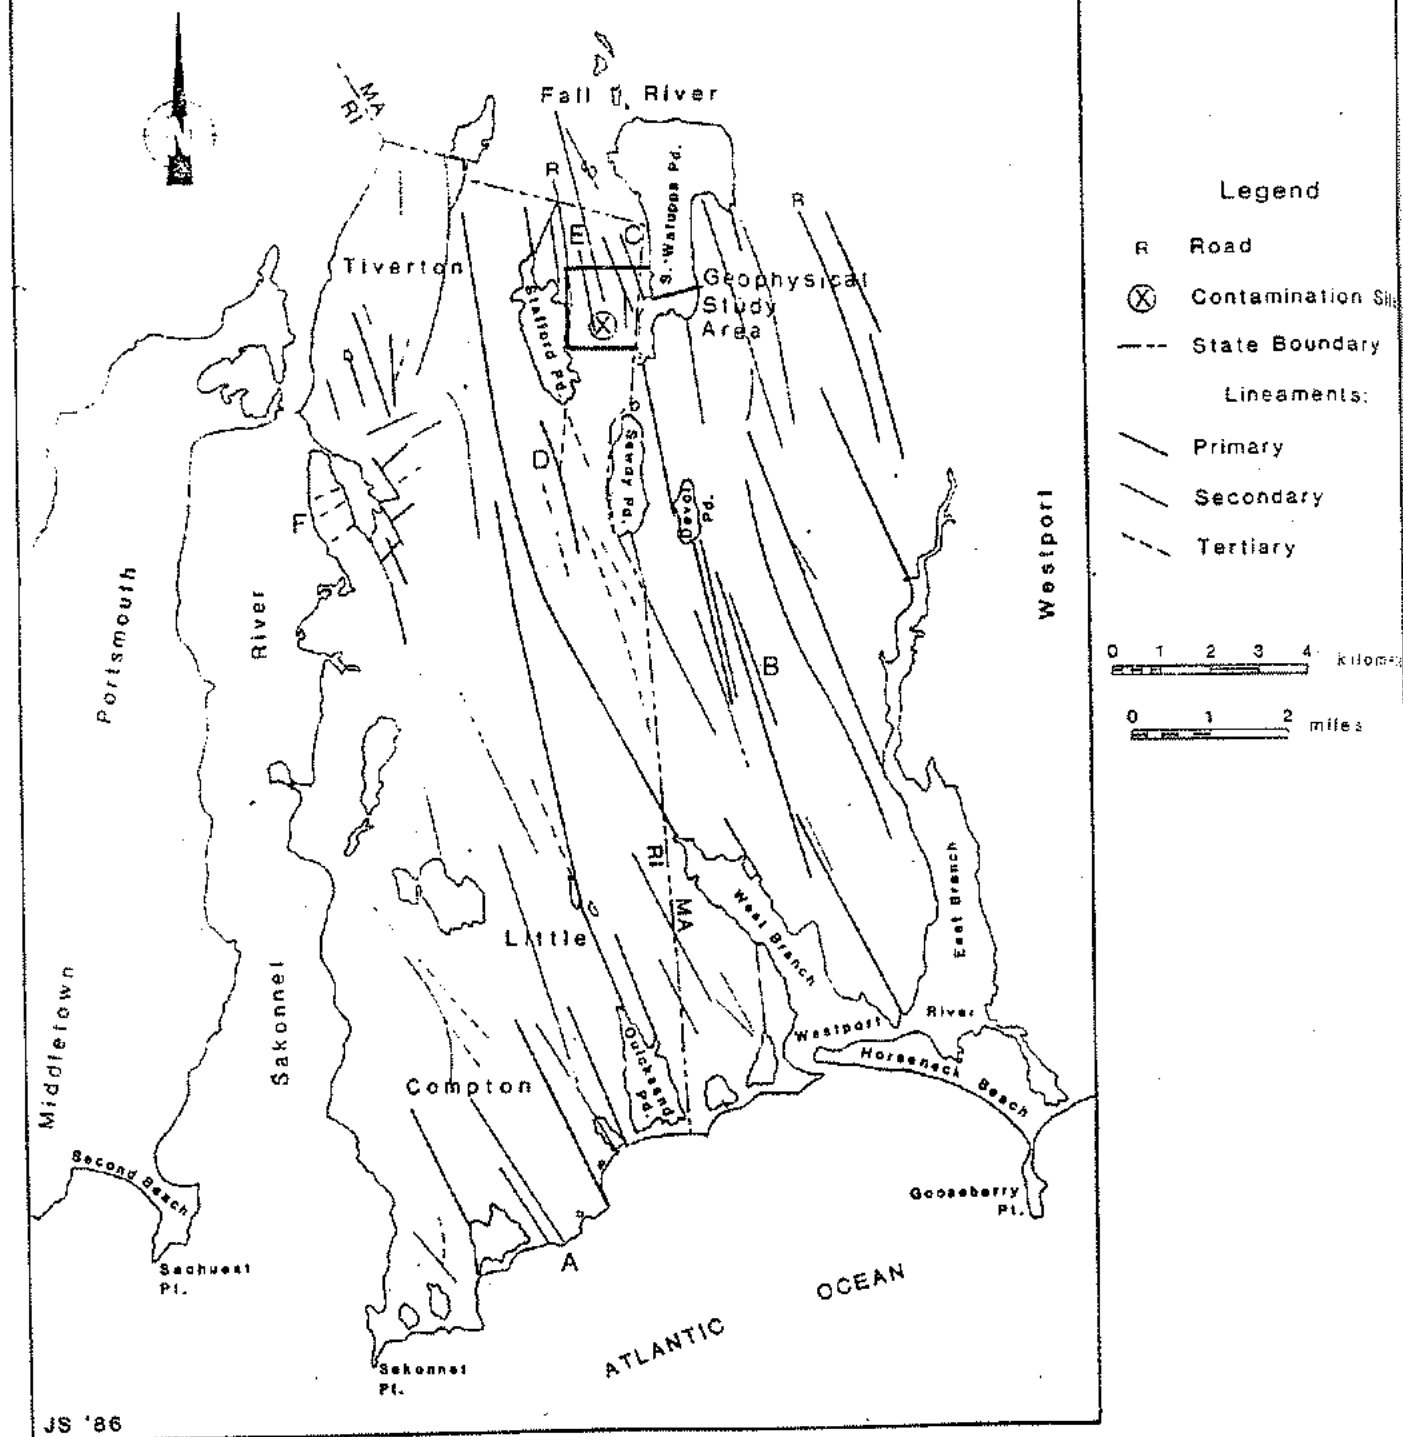 MA
RI
Fall River
R
S. Watuppa Pd.
R
E
C
Tiverton
Geophysical
Study
Area
Stafford Pd.
D
Sawdy Pd.
Devol
Pd.
F
B
Portsmouth
River
Westport
RI
MA
West Branch
East Branch
Little
Middletown
Sakonnet
Compton
Quicksand
Pd.
Westport River
Horseneck Beach
Second Beach
Sachuest
Pt.
Gooseberry
Pt.
A
ATLANTIC OCEAN
Sakonnet
Pt.
JS '86
Legend
R Road
X Contamination
State Boundary
Lineaments:
Primary
Secondary
Tertiary
0 1 2 3 4
0 1 2 miles